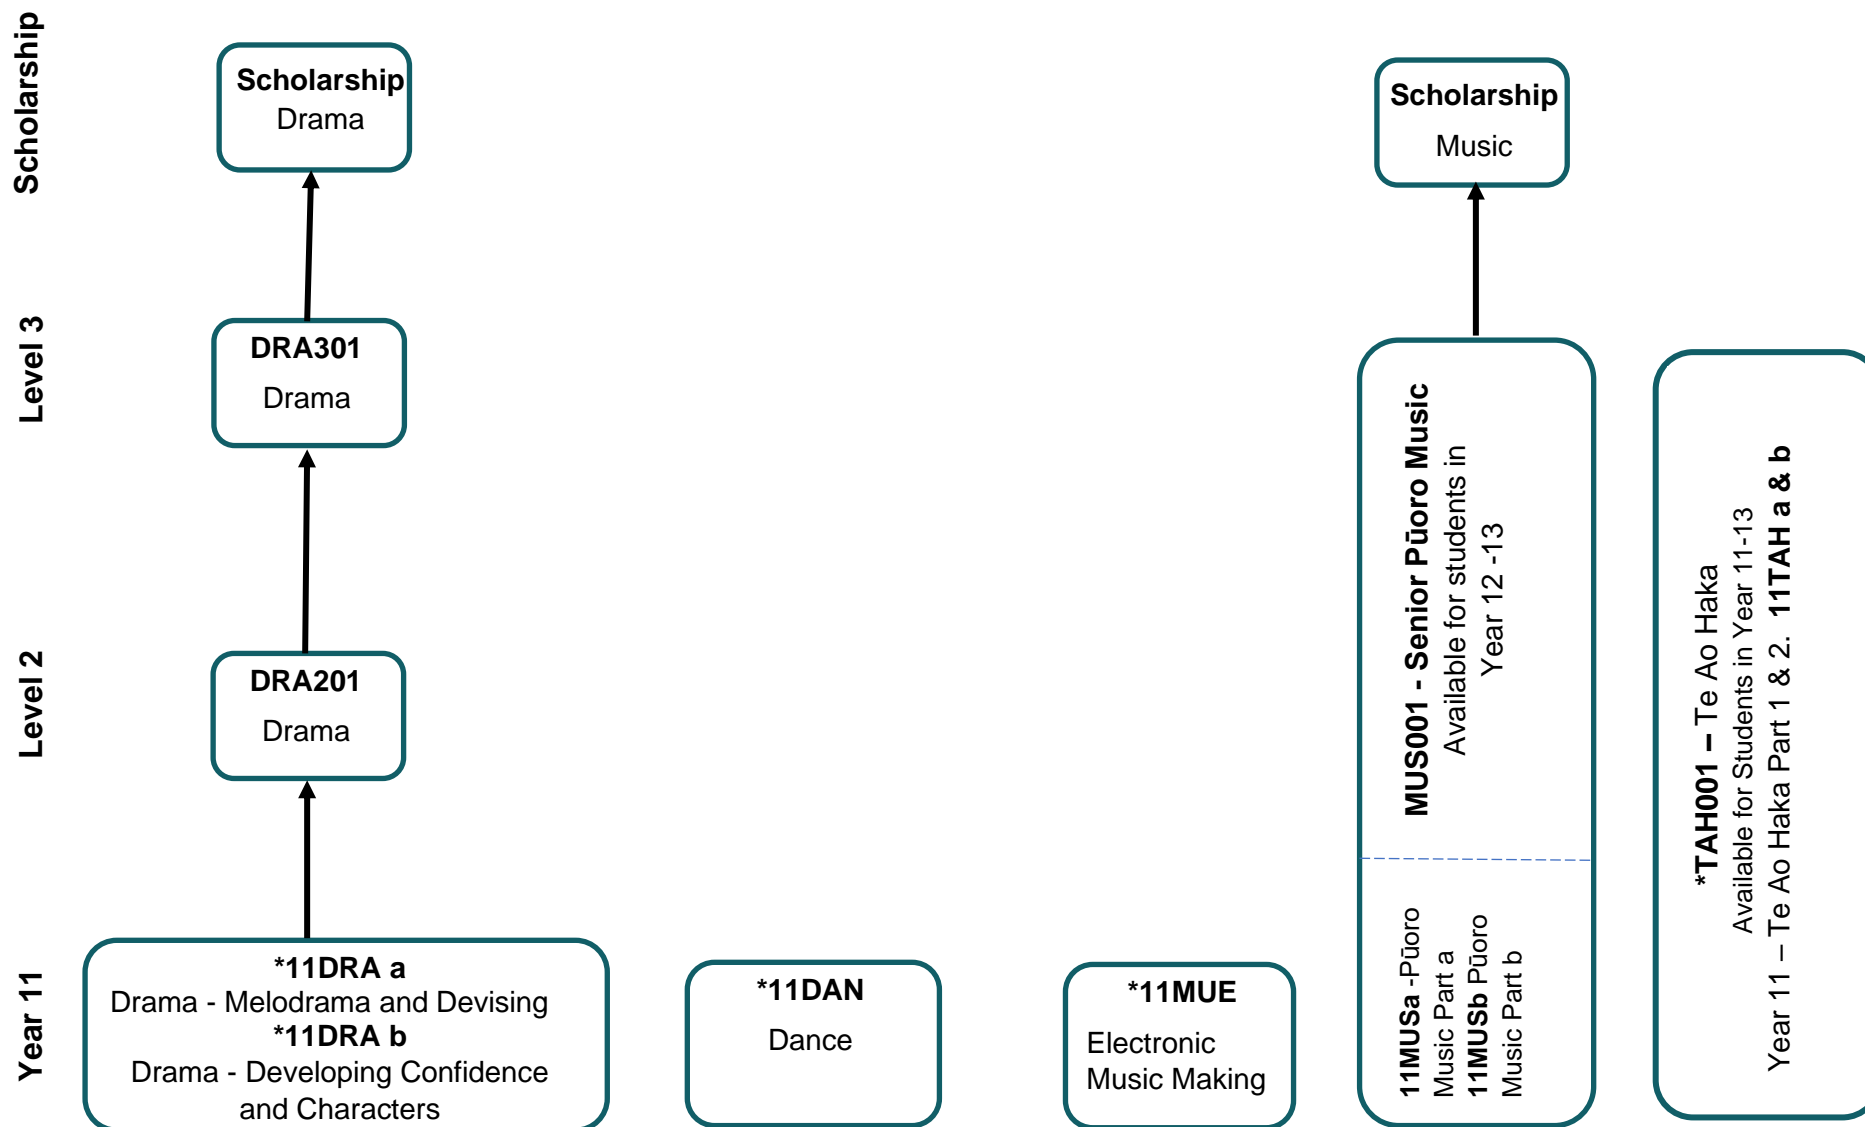 Scholarship
Scholarship
Drama
Scholarship
Music
Level 3
DRA301
Drama
Level 2
DRA201
Drama
MUS001 - Senior Pūoro Music
Available for students in
Year 12 -13
*TAH001 – Te Ao Haka
Available for Students in Year 11-13
Year 11 – Te Ao Haka Part 1 & 2. 11TAH a & b
Year 11
*11DRA a
Drama - Melodrama and Devising
*11DRA b
Drama - Developing Confidence
and Characters
*11DAN
Dance
*11MUE
Electronic
Music Making
11MUSa -Pūoro
Music Part a
11MUSb Pūoro
Music Part b